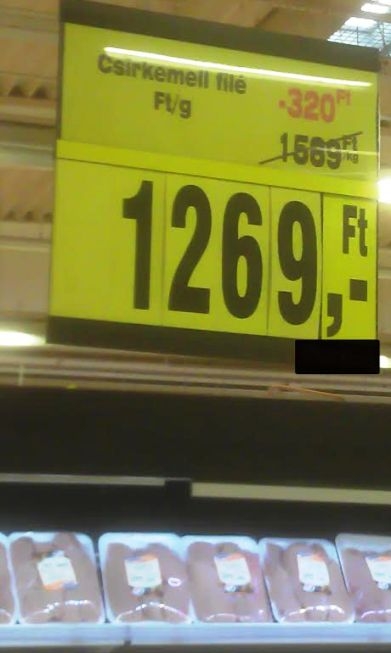 Csirkemell filé
Ft/g
-320 Ft
1569 Ft/kg
1269,- Ft